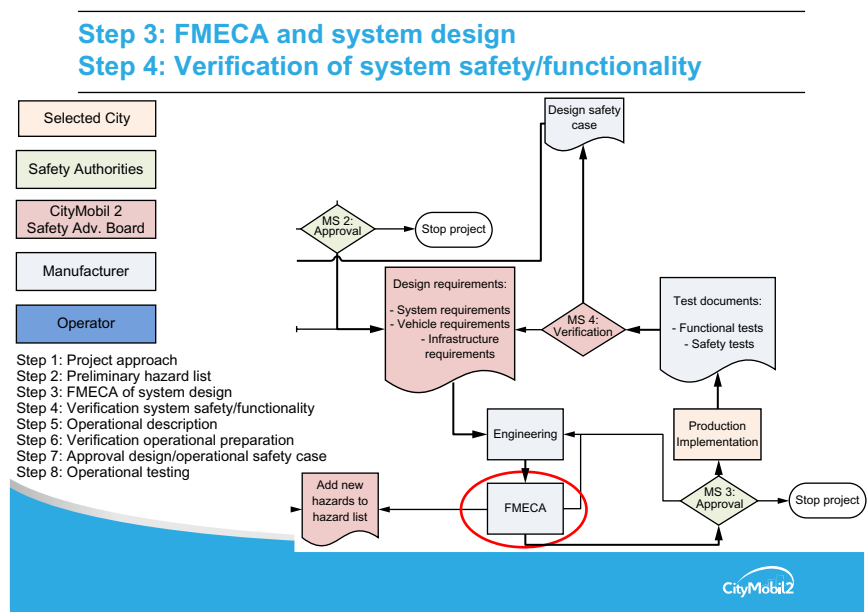 Step 3: FMECA and system design
Step 4: Verification of system safety/functionality
Selected City
Safety Authorities
CityMobil 2
Safety Adv. Board
Manufacturer
Operator
Step 1: Project approach
Step 2: Preliminary hazard list
Step 3: FMECA of system design
Step 4: Verification system safety/functionality
Step 5: Operational description
Step 6: Verification operational preparation
Step 7: Approval design/operational safety case
Step 8: Operational testing
Design safety
case
MS 2:
Approval
Stop project
Design requirements:
- System requirements
- Vehicle requirements
- Infrastructure
requirements
MS 4:
Verification
Test documents:
- Functional tests
- Safety tests
Engineering
Production
Implementation
Add new
hazards to
hazard list
FMECA
MS 3:
Approval
Stop project
CityMobil2